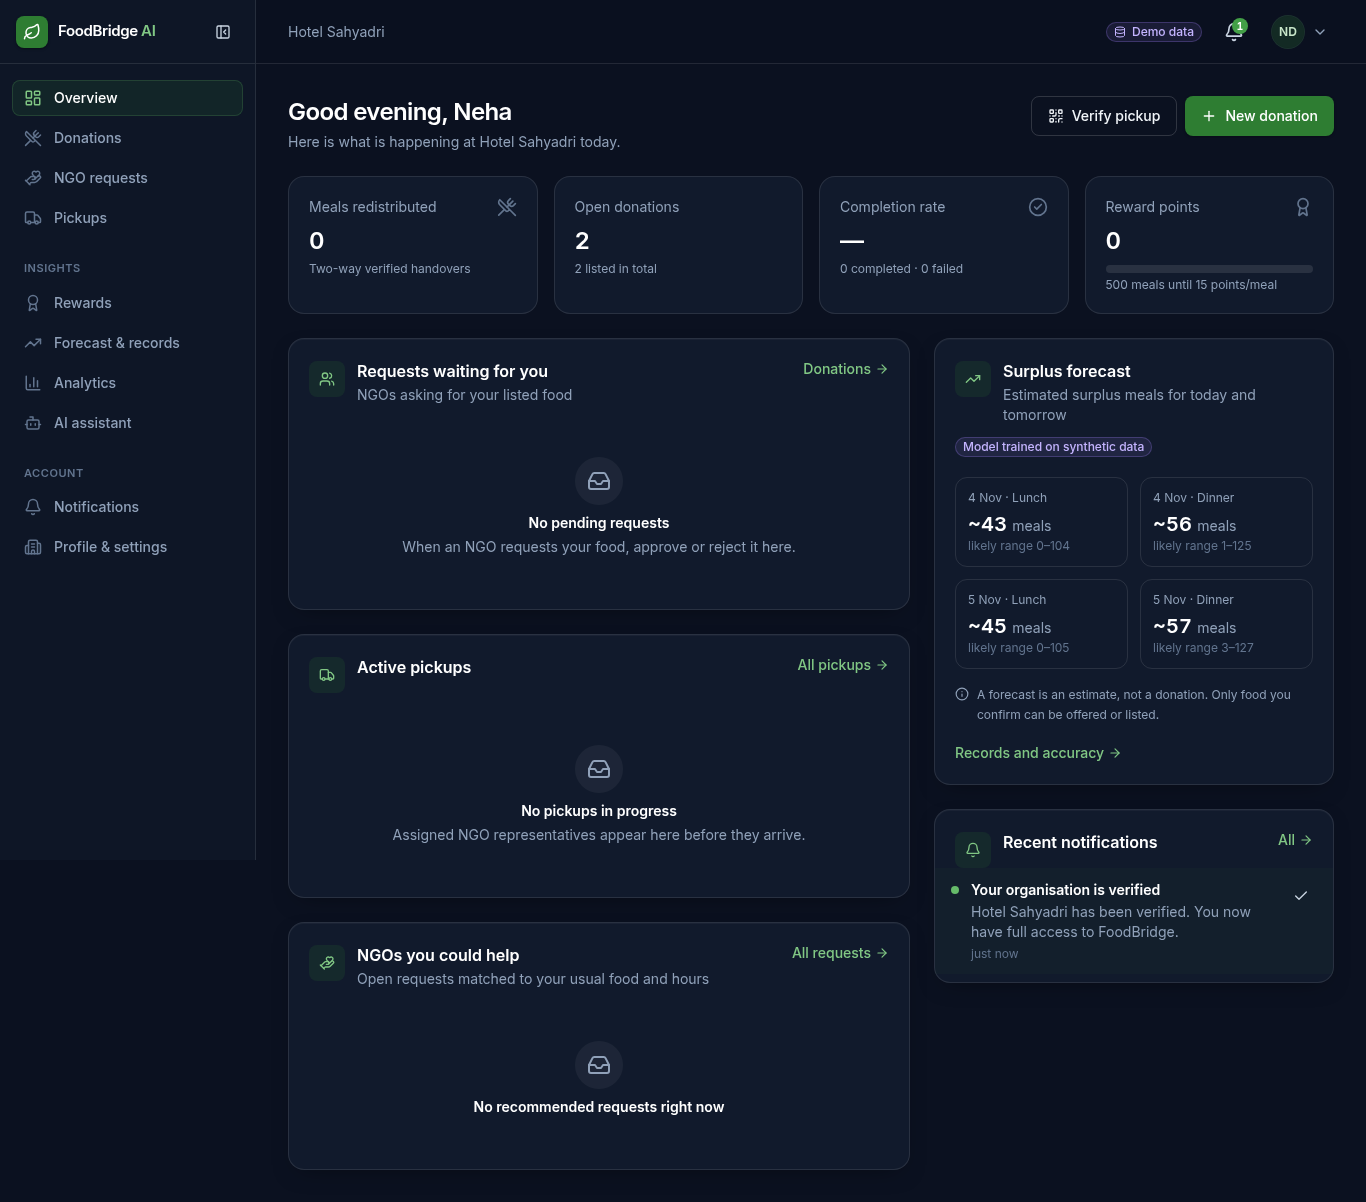 FoodBridge AI
Overview
Donations
NGO requests
Pickups
INSIGHTS
Rewards
Forecast & records
Analytics
AI assistant
ACCOUNT
Notifications
Profile & settings
Hotel Sahyadri
Demo data
1
ND
Good evening, Neha
Here is what is happening at Hotel Sahyadri today.
Verify pickup
New donation
Meals redistributed
0
Two-way verified handovers
Open donations
2
2 listed in total
Completion rate
—
0 completed · 0 failed
Reward points
0
500 meals until 15 points/meal
Requests waiting for you
NGOs asking for your listed food
Donations →
No pending requests
When an NGO requests your food, approve or reject it here.
Active pickups
All pickups →
No pickups in progress
Assigned NGO representatives appear here before they arrive.
NGOs you could help
Open requests matched to your usual food and hours
All requests →
No recommended requests right now
Surplus forecast
Estimated surplus meals for today and
tomorrow
Model trained on synthetic data
4 Nov · Lunch
~43 meals
likely range 0–104
4 Nov · Dinner
~56 meals
likely range 1–125
5 Nov · Lunch
~45 meals
likely range 0–105
5 Nov · Dinner
~57 meals
likely range 3–127
A forecast is an estimate, not a donation. Only food you
confirm can be offered or listed.
Records and accuracy →
Recent notifications
All →
Your organisation is verified
Hotel Sahyadri has been verified. You now
have full access to FoodBridge.
just now